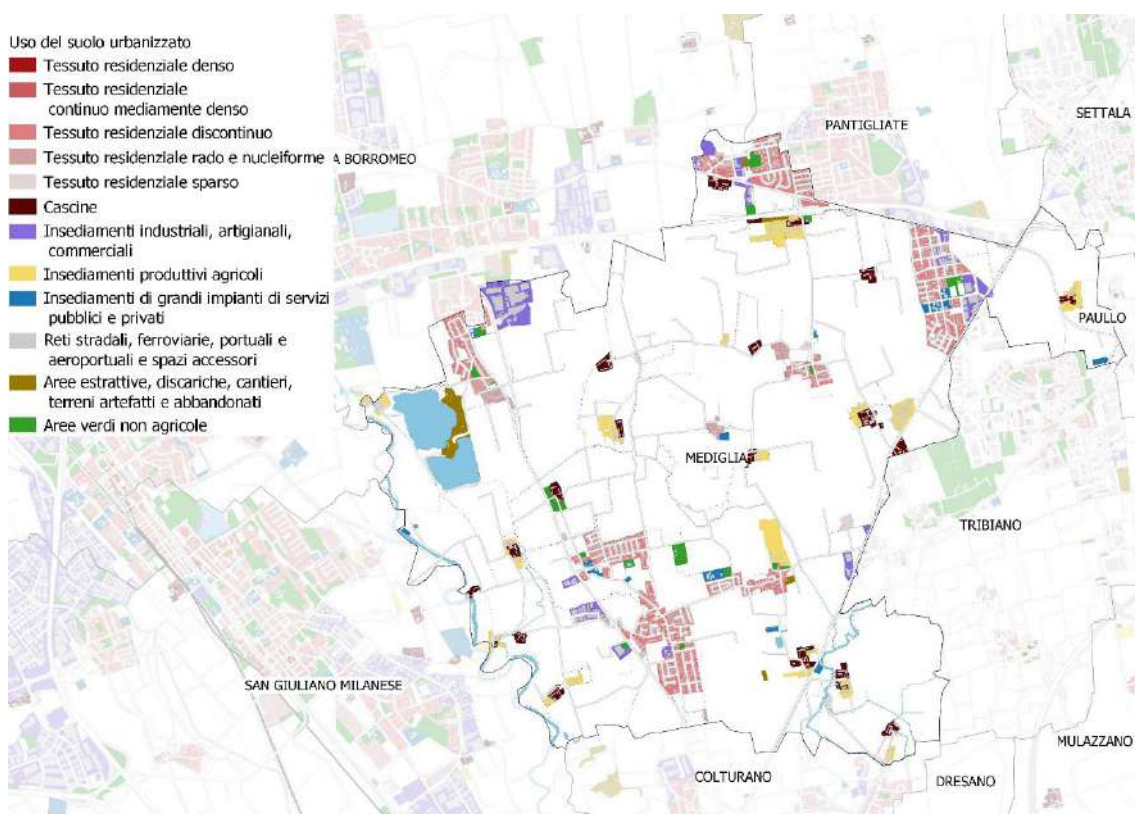 Uso del suolo urbanizzato
Tessuto residenziale denso
Tessuto residenziale
continuo mediamente denso
Tessuto residenziale discontinuo
Tessuto residenziale rado e nucleiforme
Tessuto residenziale sparso
Cascine
Insediamenti industriali, artigianali,
commerciali
Insediamenti produttivi agricoli
Insediamenti di grandi impianti di servizi
pubblici e privati
Reti stradali, ferroviarie, portuali e
aeroportuali e spazi accessori
Aree estrattive, discariche, cantieri,
terreni artefatti e abbandonati
Aree verdi non agricole
SETTALA
PANTIGLIATE
A BORROMEO
PAULLO
MEDIGLIA
TRIBIANO
SAN GIULIANO MILANESE
MULAZZANO
COLTURANO
DRESANO